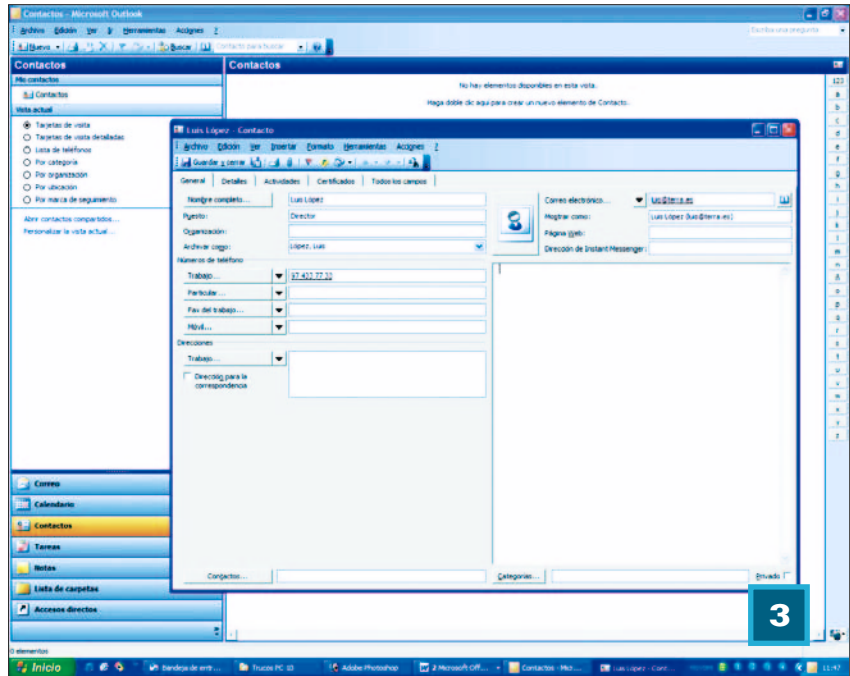 Contactos - Microsoft Outlook
Archivo Edición Ver Ir Herramientas Acciones ?
Escriba una pregunta
Nuevo Buscar Contacto para buscar
Contactos
Mis contactos
Contactos
Vista actual
Tarjetas de visita
Tarjetas de visita detalladas
Lista de teléfonos
Por categoría
Por organización
Por ubicación
Por marca de seguimiento
Abrir contactos compartidos...
Personalizar la vista actual...
Correo
Calendario
Contactos
Tareas
Notas
Lista de carpetas
Accesos directos
0 elementos
Contactos
No hay elementos disponibles en esta vista.
Haga doble clic aquí para crear un nuevo elemento de Contacto.
123
a
b
c
d
e
f
g
h
i
j
k
l
m
n
ñ
o
p
q
r
s
t
u
v
w
x
y
z
Luis López - Contacto
Archivo Edición Ver Insertar Formato Herramientas Acciones ?
Guardar y cerrar
General Detalles Actividades Certificados Todos los campos
Nombre completo... Luis López
Puesto: Director
Organización:
Archivar como: López, Luis
Correo electrónico...
Mostrar como: Luis López (luis@terra.es)
Página Web:
Dirección de Instant Messenger:
Números de teléfono
Trabajo...
Particular...
Fax del trabajo...
Móvil...
Direcciones
Trabajo...
Dirección para la
correspondencia
Contactos... Categorías... Privado
3
Inicio Bandeja de entr... Trucos PC 10 Adobe Photoshop 2 Microsoft Off... Contactos - Micr... Luis López - Cont... 11:47